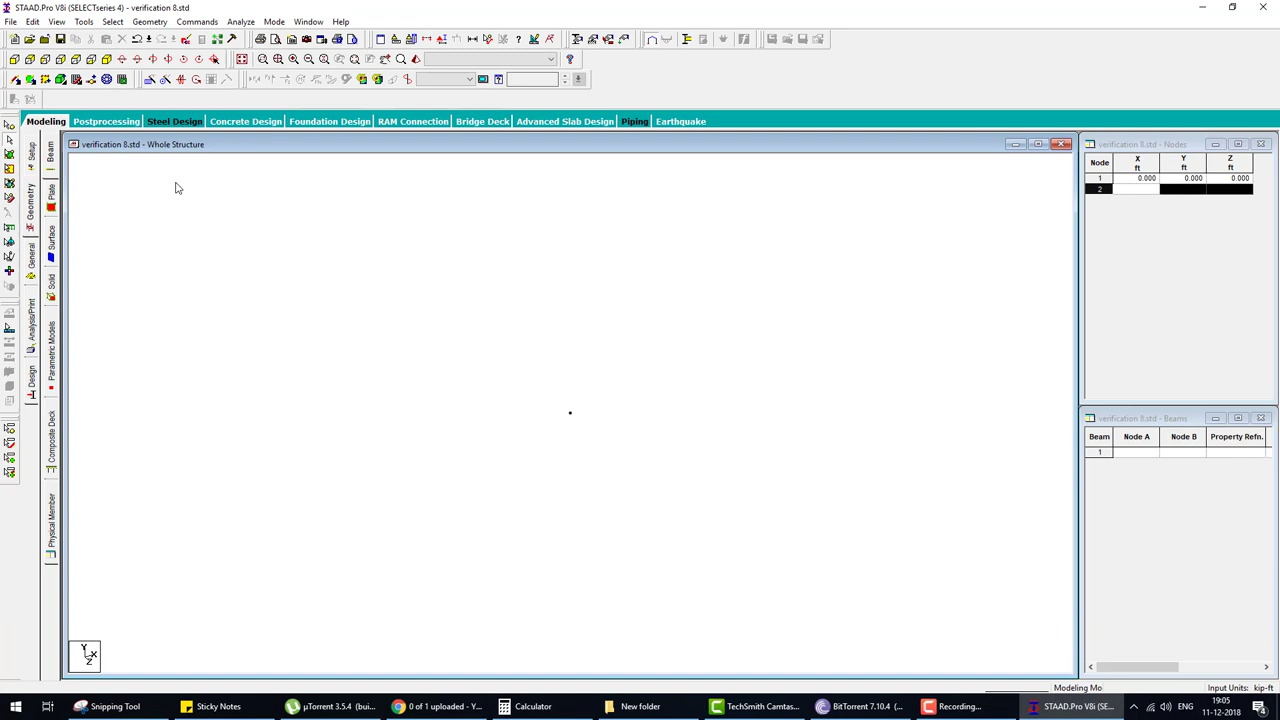 STAAD.Pro V8i (SELECTseries 4) - verification 8.std
File Edit View Tools Select Geometry Commands Analyze Mode Window Help
Modeling Postprocessing Steel Design Concrete Design Foundation Design RAM Connection Bridge Deck Advanced Slab Design Piping Earthquake
Setup
Geometry
General
Analysis/Print
Design
Beam
Plate
Surface
Solid
Parametric Models
Composite Deck
Physical Member
verification 8.std - Whole Structure
Y
X
Z
verification 8.std - Nodes
Node X ft Y ft Z ft
1 0.000 0.000 0.000
2
verification 8.std - Beams
Beam Node A Node B Property Refn.
1
Modeling Mo Input Units: kip-ft
Snipping Tool Sticky Notes µTorrent 3.5.4 (bui... 0 of 1 uploaded - Y... Calculator New folder TechSmith Camtas... BitTorrent 7.10.4 (... Recording... STAAD.Pro V8i (SE... ENG 19:05
11-12-2018
4